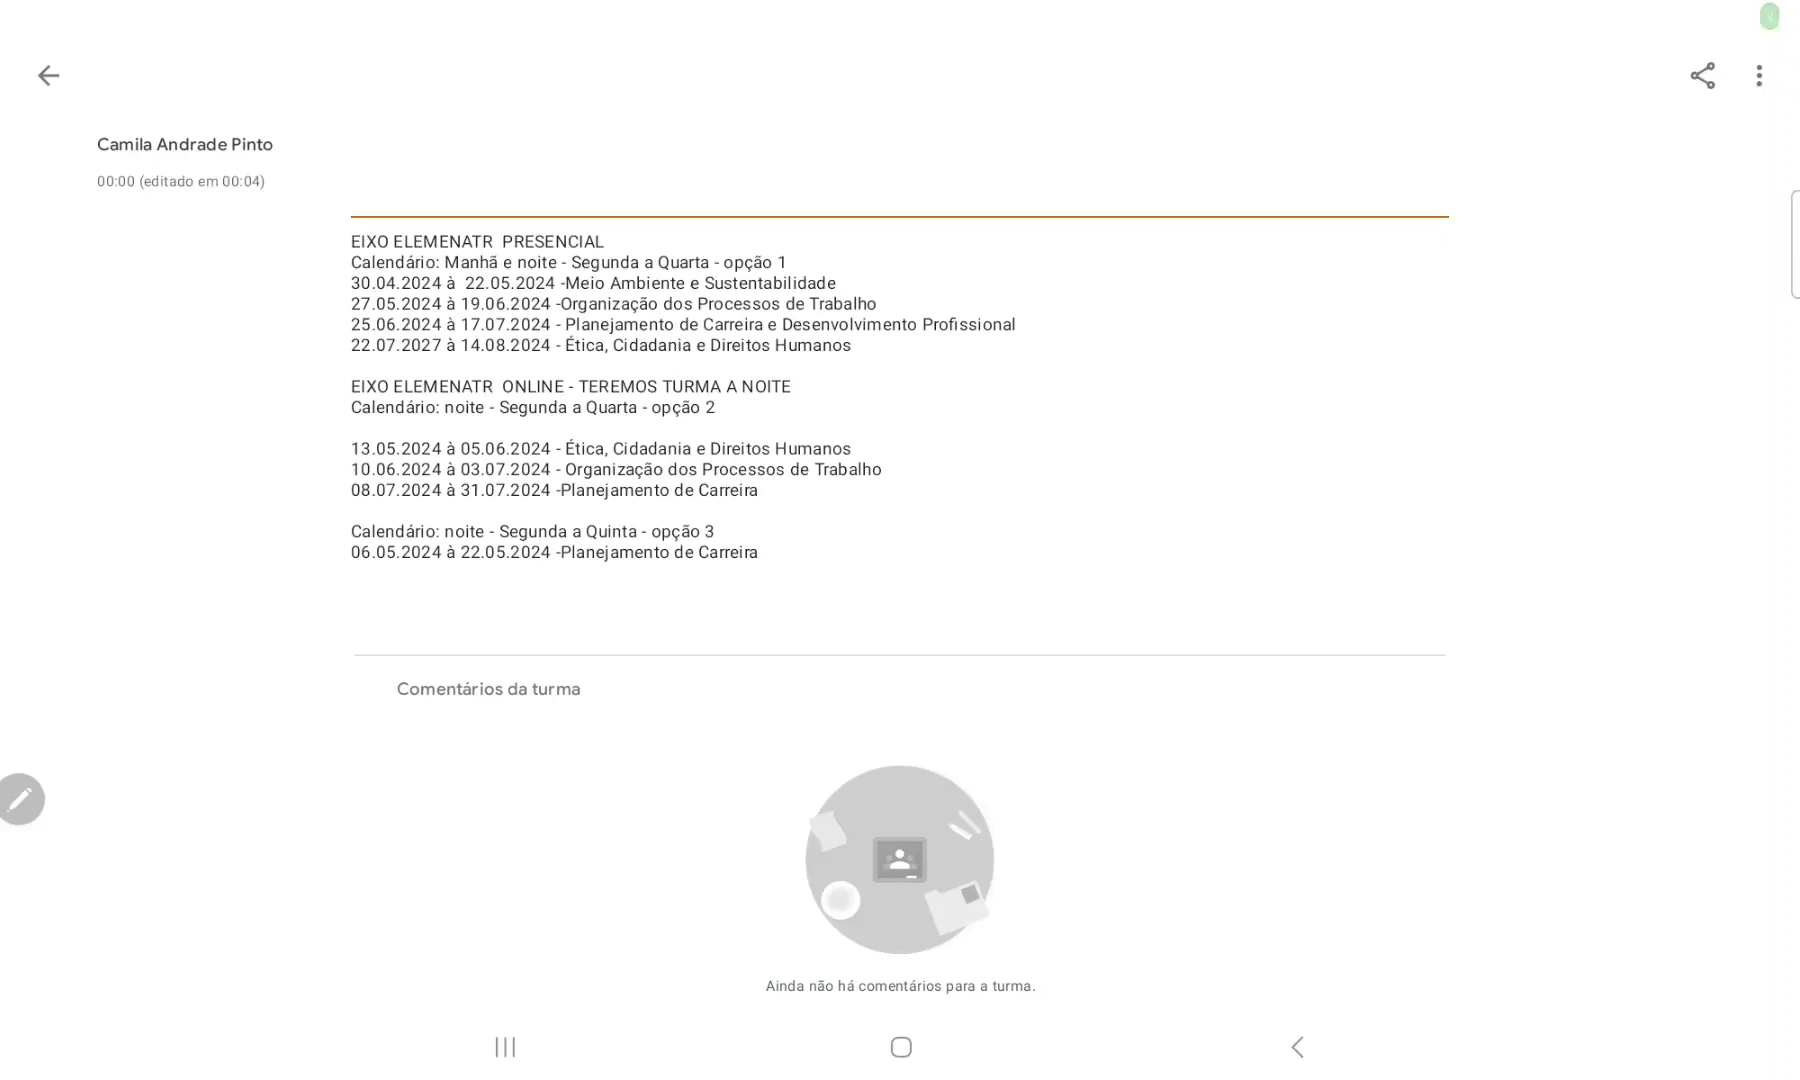 Camila Andrade Pinto
00:00 (editado em 00:04)
EIXO ELEMENATR  PRESENCIAL
Calendário: Manhã e noite - Segunda a Quarta - opção 1
30.04.2024 à  22.05.2024 -Meio Ambiente e Sustentabilidade
27.05.2024 à 19.06.2024 -Organização dos Processos de Trabalho
25.06.2024 à 17.07.2024 - Planejamento de Carreira e Desenvolvimento Profissional
22.07.2027 à 14.08.2024 - Ética, Cidadania e Direitos Humanos
EIXO ELEMENATR  ONLINE - TEREMOS TURMA A NOITE
Calendário: noite - Segunda a Quarta - opção 2
13.05.2024 à 05.06.2024 - Ética, Cidadania e Direitos Humanos
10.06.2024 à 03.07.2024 - Organização dos Processos de Trabalho
08.07.2024 à 31.07.2024 -Planejamento de Carreira
Calendário: noite - Segunda a Quinta - opção 3
06.05.2024 à 22.05.2024 -Planejamento de Carreira
Comentários da turma
Ainda não há comentários para a turma.